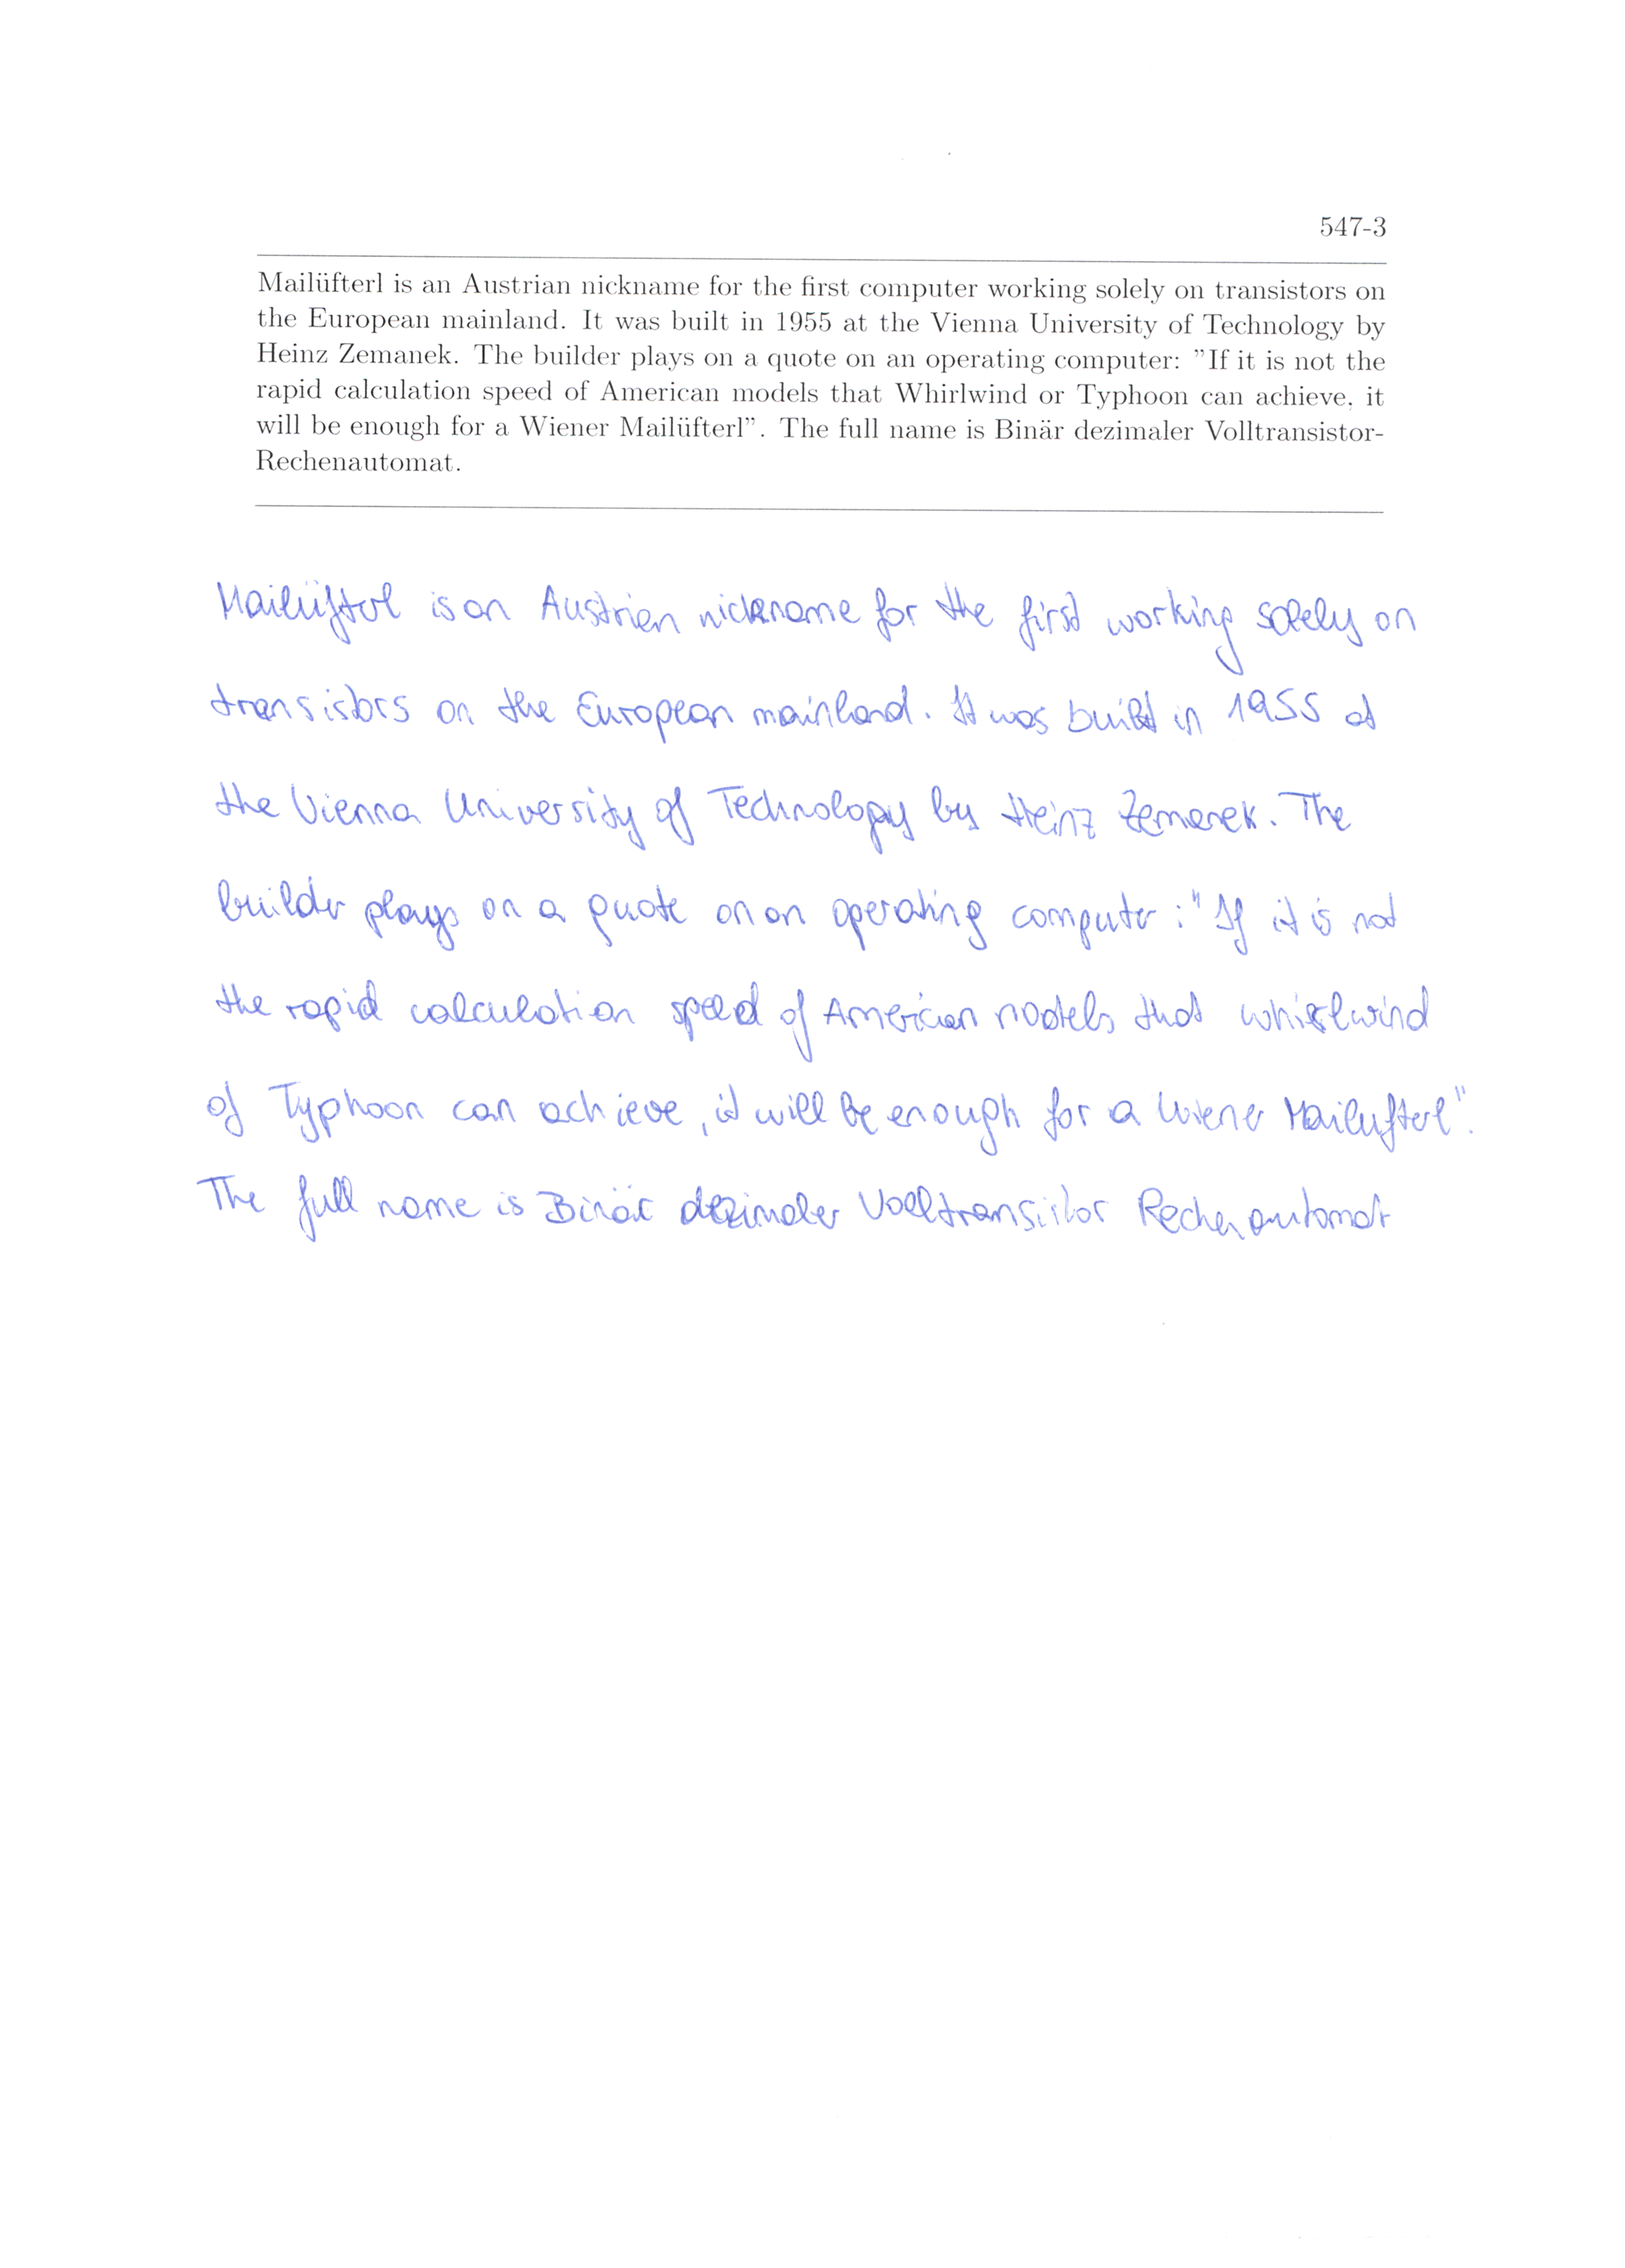 547-3
Mailüfterl is an Austrian nickname for the first computer working solely on transistors on
the European mainland. It was built in 1955 at the Vienna University of Technology by
Heinz Zemanek. The builder plays on a quote on an operating computer: "If it is not the
rapid calculation speed of American models that Whirlwind or Typhoon can achieve, it
will be enough for a Wiener Mailüfterl". The full name is Binär dezimaler Volltransistor-
Rechenautomat.
Mailüfterl is an Austrian nickname for the first working solely on
transistors on the European mainland. It was built in 1955 at
the Vienna University of Technology by Heinz Zemanek. The
builder plays on a quote on an operating computer: "If it is not
the rapid calculation speed of American models that whirlwind
of Typhoon can achieve, it will be enough for a Wiener Mailufterl".
The full name is Binär dezimaler Volltransistor Rechenautomat